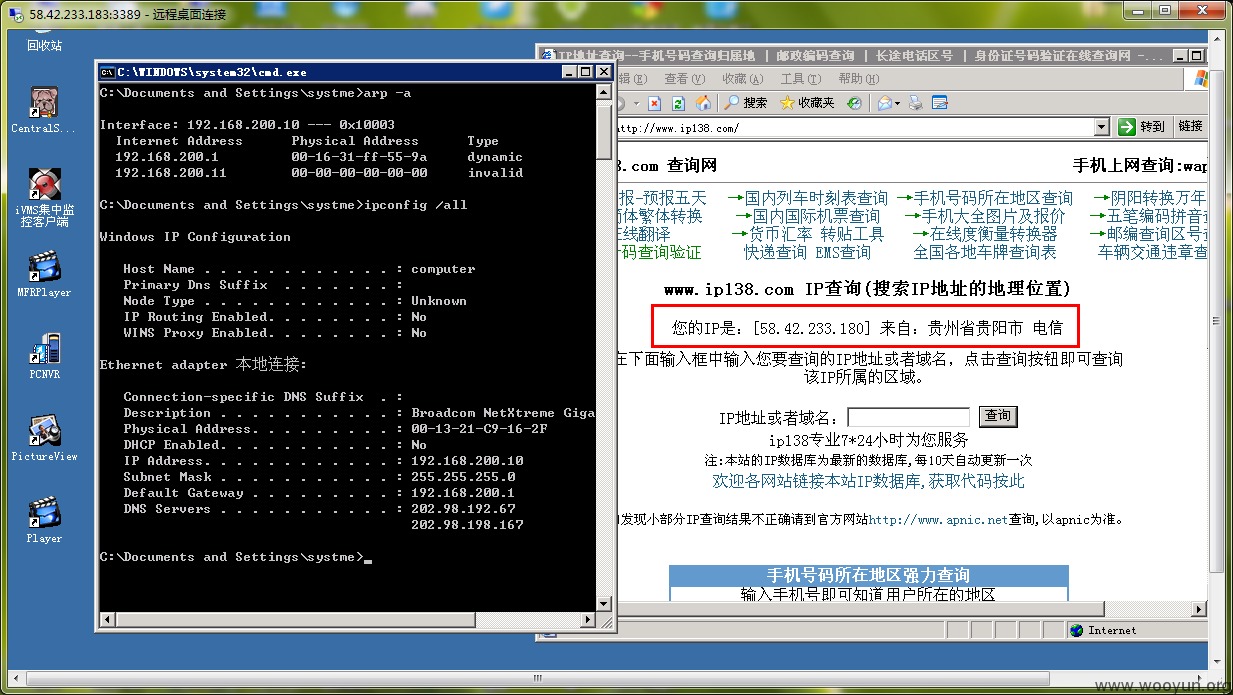 58.42.233.183:3389 - 远程桌面连接
回收站
CentralS...
iVMS集中监
控客户端
MFRPlayer
PCNVR
PictureView
Player
C:\WINDOWS\system32\cmd.exe
C:\Documents and Settings\systme>arp -a
Interface: 192.168.200.10 --- 0x10003
Internet Address Physical Address Type
192.168.200.1 00-16-31-ff-55-9a dynamic
192.168.200.11 00-00-00-00-00-00 invalid
C:\Documents and Settings\systme>ipconfig /all
Windows IP Configuration
Host Name . . . . . . . . . . . . : computer
Primary Dns Suffix . . . . . . . :
Node Type . . . . . . . . . . . . : Unknown
IP Routing Enabled. . . . . . . . : No
WINS Proxy Enabled. . . . . . . . : No
Ethernet adapter 本地连接:
Connection-specific DNS Suffix . :
Description . . . . . . . . . . . : Broadcom NetXtreme Giga
Physical Address. . . . . . . . . : 00-13-21-C9-16-2F
DHCP Enabled. . . . . . . . . . . : No
IP Address. . . . . . . . . . . . : 192.168.200.10
Subnet Mask . . . . . . . . . . . : 255.255.255.0
Default Gateway . . . . . . . . . : 192.168.200.1
DNS Servers . . . . . . . . . . . : 202.98.192.67
202.98.198.167
C:\Documents and Settings\systme>
IP地址查询--手机号码查询归属地 | 邮政编码查询 | 长途电话区号 | 身份证号码验证在线查询网 -...
辑(E) 查看(V) 收藏(A) 工具(T) 帮助(H)
搜索 收藏夹
http://www.ip138.com/ 转到 链接
8.com 查询网 手机上网查询:wap
报-预报五天 →国内列车时刻表查询 →手机号码所在地区查询 →阴阳转换万年
简体繁体转换 →国内国际机票查询 →手机大全图片及报价 →五笔编码拼音查
在线翻译 →货币汇率 转贴工具 →在线度衡量转换器 →邮编查询区号查
码查询验证 快递查询 EMS查询 全国各地车牌查询表 车辆交通违章查
www.ip138.com IP查询(搜索IP地址的地理位置)
您的IP是：[58.42.233.180] 来自：贵州省贵阳市 电信
在下面输入框中输入您要查询的IP地址或者域名，点击查询按钮即可查询
该IP所属的区域。
IP地址或者域名： 查询
ip138专业7*24小时为您服务
注:本站的IP数据库为最新的数据库,每10天自动更新一次
欢迎各网站链接本站IP数据库,获取代码按此
发现小部分IP查询结果不正确请到官方网站http://www.apnic.net查询,以apnic为准。
手机号码所在地区强力查询
输入手机号即可知道用户所在的地区
Internet
www.wooyun.org